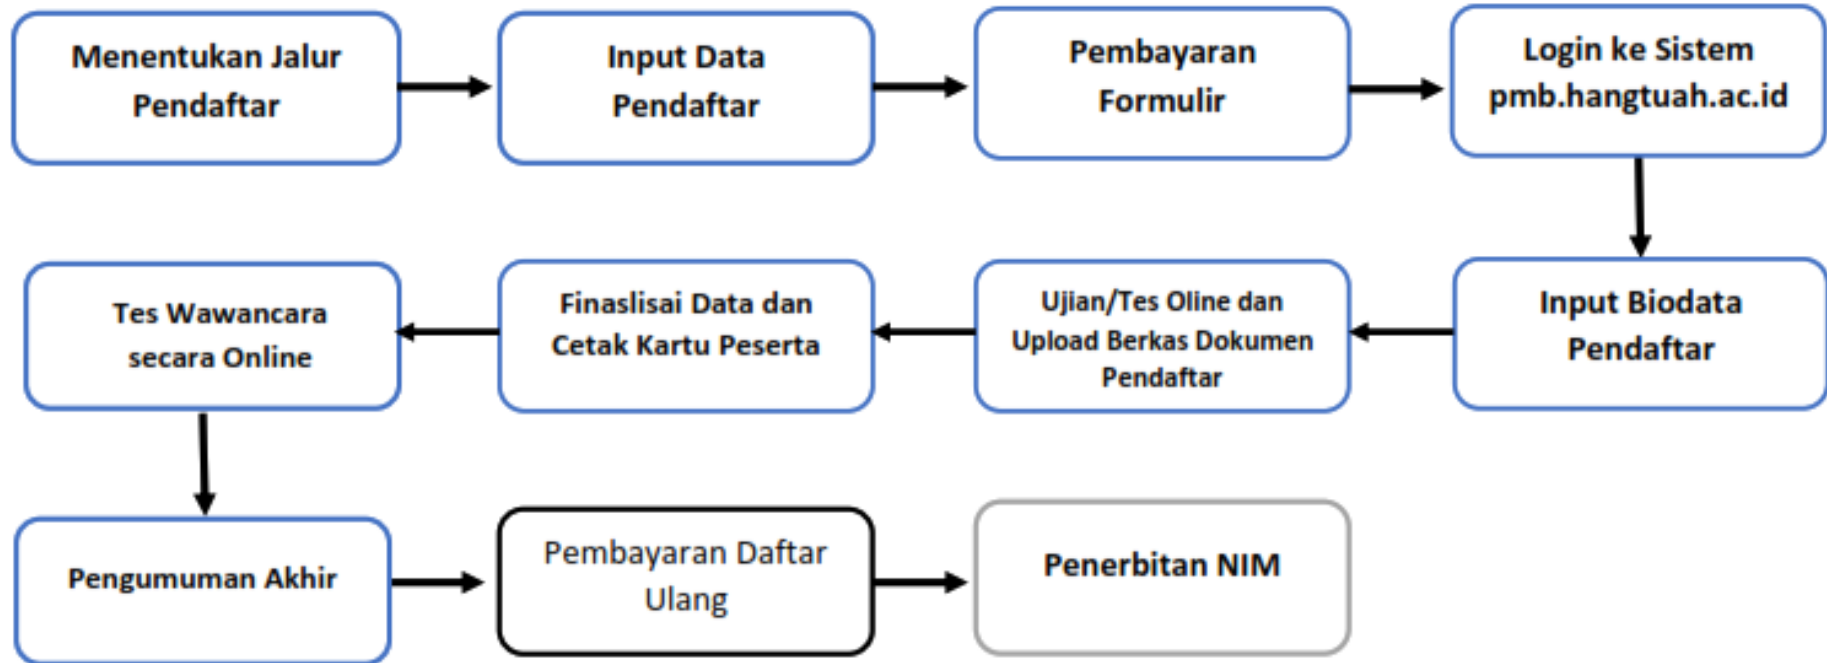 Menentukan Jalur
Pendaftar
Input Data
Pendaftar
Pembayaran
Formulir
Login ke Sistem
pmb.hangtuah.ac.id
Input Biodata
Pendaftar
Ujian/Tes Oline dan
Upload Berkas Dokumen
Pendaftar
Finaslisai Data dan
Cetak Kartu Peserta
Tes Wawancara
secara Online
Pengumuman Akhir
Pembayaran Daftar
Ulang
Penerbitan NIM